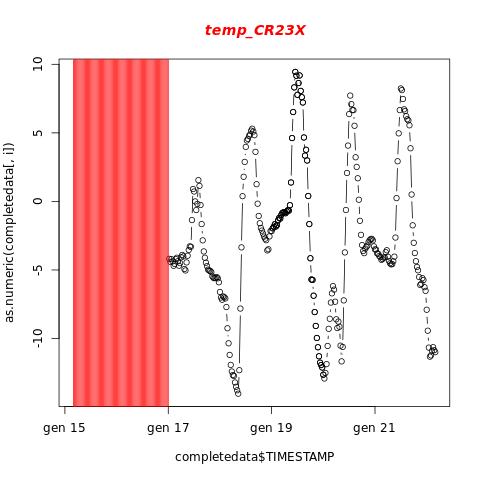 temp_CR23X
as.numeric(completedata[, i])
10
5
0
-5
-10
gen 15
gen 17
gen 19
gen 21
completedata$TIMESTAMP